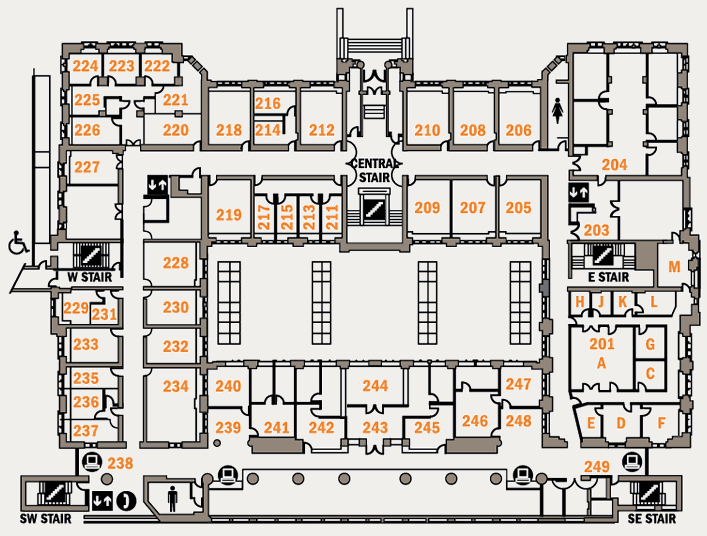 224 223 222
225 221
226 220
218
216
214
212
210 208 206
204
227
CENTRAL
STAIR
219
217
215
213
211
209 207 205
203
W STAIR
228
E STAIR
M
229
231
230
H J K L
233
232
201
A
G
C
235
236
237
234
240
239
241
242
244
243
245
246
247
248
E D F
238
249
SW STAIR
SE STAIR